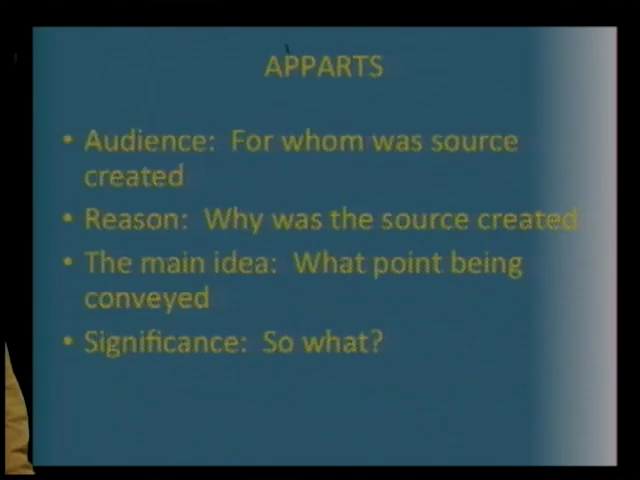 APPARTS
• Audience: For whom was source
created
• Reason: Why was the source created
• The main idea: What point being
conveyed
• Significance: So what?